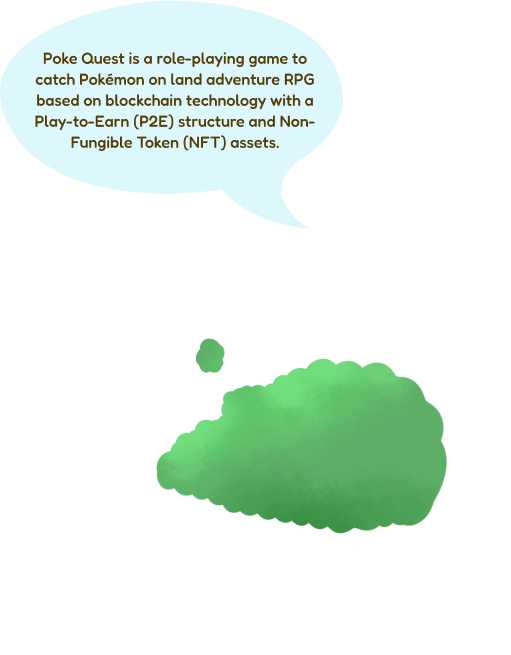 Poke Quest is a role-playing game to
catch Pokémon on land adventure RPG
based on blockchain technology with a
Play-to-Earn (P2E) structure and Non-
Fungible Token (NFT) assets.